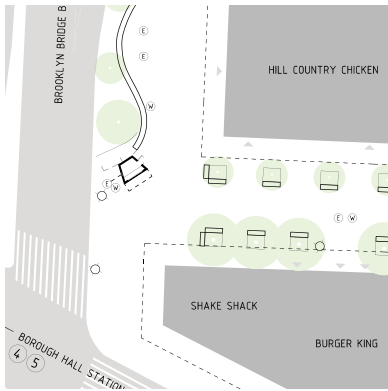 BROOKLYN BRIDGE B
E
E
HILL COUNTRY CHICKEN
W
E
W
E W
SHAKE SHACK
BURGER KING
BOROUGH HALL STATION
4 5